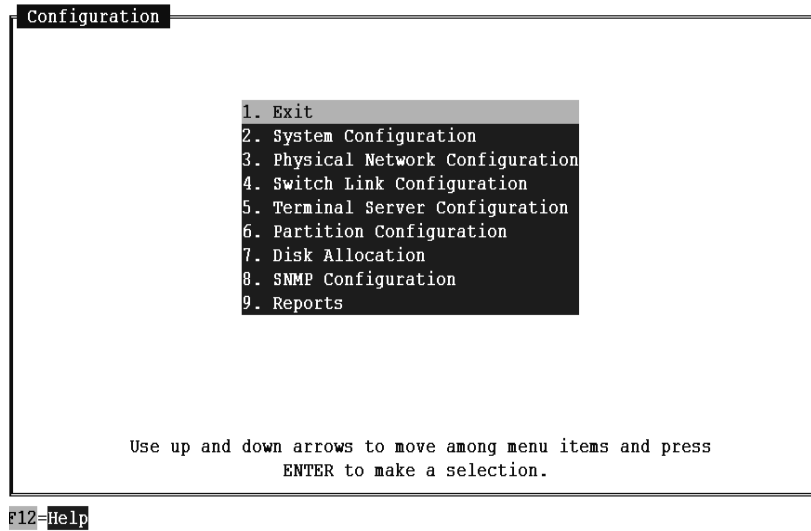 Configuration
1. Exit
2. System Configuration
3. Physical Network Configuration
4. Switch Link Configuration
5. Terminal Server Configuration
6. Partition Configuration
7. Disk Allocation
8. SNMP Configuration
9. Reports
Use up and down arrows to move among menu items and press
ENTER to make a selection.
F12=Help